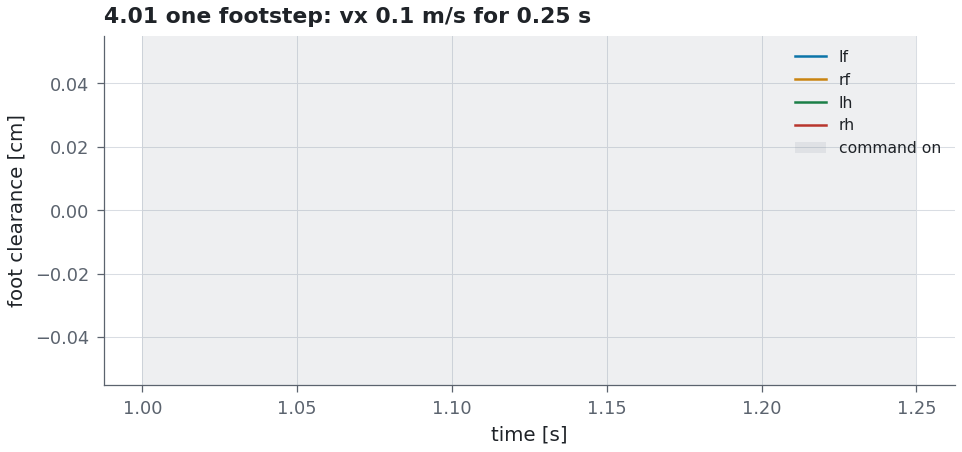 4.01 one footstep: vx 0.1 m/s for 0.25 s
foot clearance [cm]
0.04
0.02
0.00
−0.02
−0.04
lf
rf
lh
rh
command on
1.00 1.05 1.10 1.15 1.20 1.25
time [s]